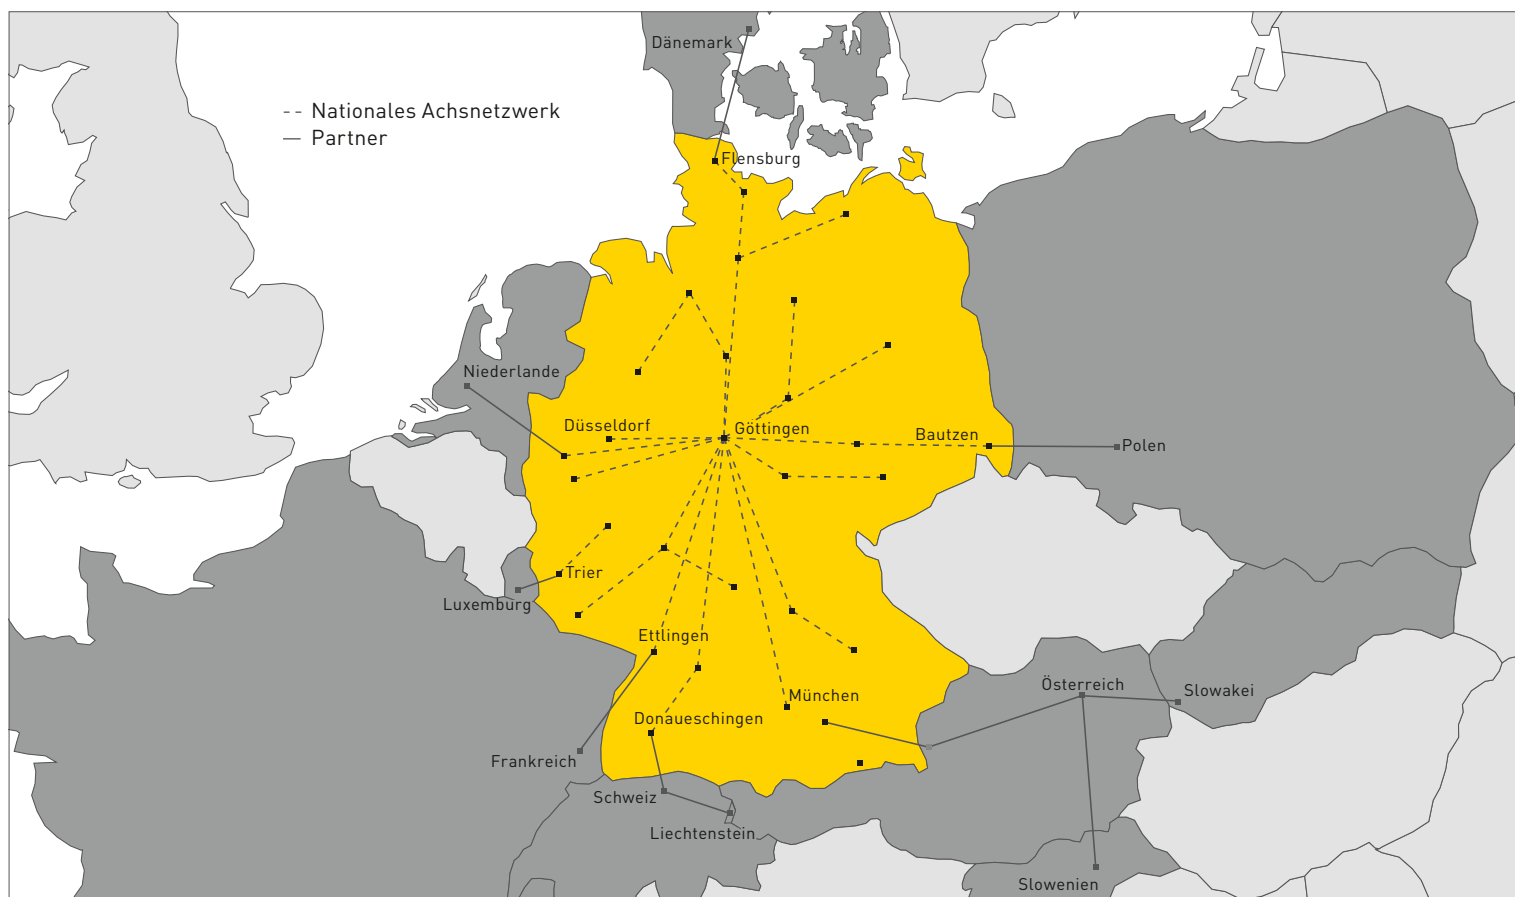 Dänemark
Nationales Achsnetzwerk
Partner
Flensburg
Niederlande
Düsseldorf
Göttingen
Bautzen
Polen
Trier
Luxemburg
Ettlingen
Österreich
Slowakei
München
Donaueschingen
Frankreich
Schweiz
Liechtenstein
Slowenien